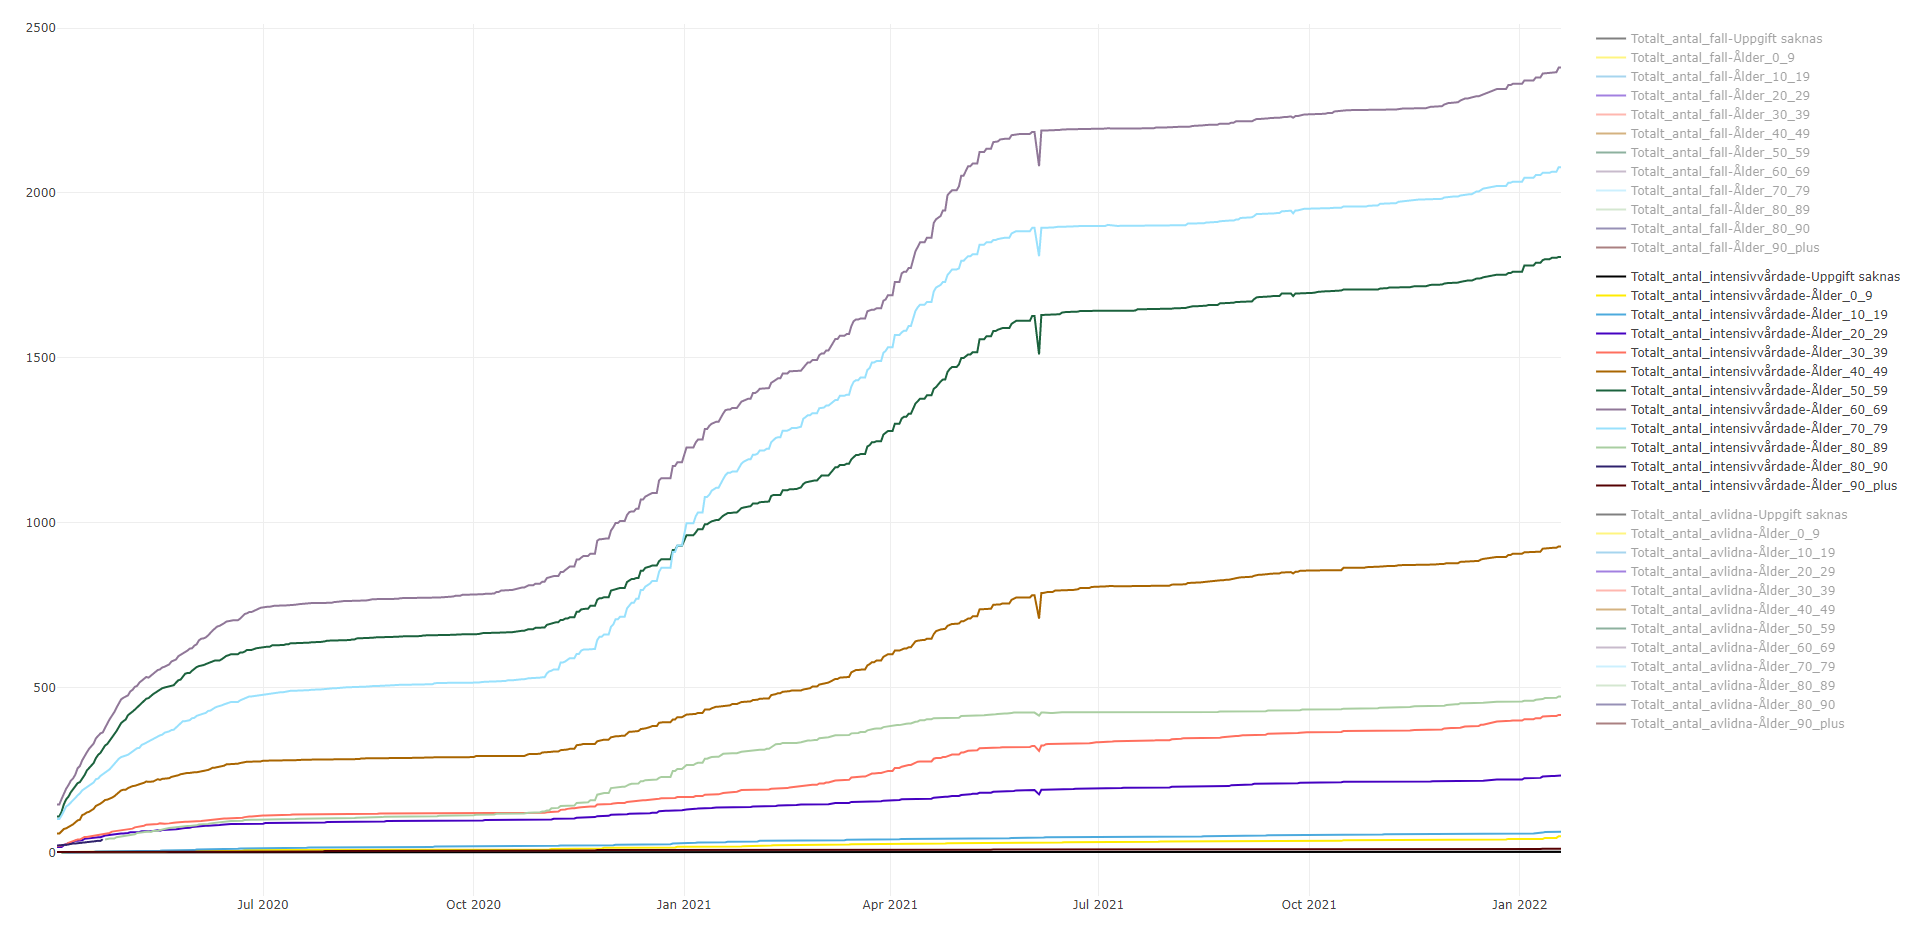 2500
2000
1500
1000
500
0
Jul 2020
Oct 2020
Jan 2021
Apr 2021
Jul 2021
Oct 2021
Jan 2022
Totalt_antal_fall-Uppgift saknas
Totalt_antal_fall-Ålder_0_9
Totalt_antal_fall-Ålder_10_19
Totalt_antal_fall-Ålder_20_29
Totalt_antal_fall-Ålder_30_39
Totalt_antal_fall-Ålder_40_49
Totalt_antal_fall-Ålder_50_59
Totalt_antal_fall-Ålder_60_69
Totalt_antal_fall-Ålder_70_79
Totalt_antal_fall-Ålder_80_89
Totalt_antal_fall-Ålder_80_90
Totalt_antal_fall-Ålder_90_plus
Totalt_antal_intensivvårdade-Uppgift saknas
Totalt_antal_intensivvårdade-Ålder_0_9
Totalt_antal_intensivvårdade-Ålder_10_19
Totalt_antal_intensivvårdade-Ålder_20_29
Totalt_antal_intensivvårdade-Ålder_30_39
Totalt_antal_intensivvårdade-Ålder_40_49
Totalt_antal_intensivvårdade-Ålder_50_59
Totalt_antal_intensivvårdade-Ålder_60_69
Totalt_antal_intensivvårdade-Ålder_70_79
Totalt_antal_intensivvårdade-Ålder_80_89
Totalt_antal_intensivvårdade-Ålder_80_90
Totalt_antal_intensivvårdade-Ålder_90_plus
Totalt_antal_avlidna-Uppgift saknas
Totalt_antal_avlidna-Ålder_0_9
Totalt_antal_avlidna-Ålder_10_19
Totalt_antal_avlidna-Ålder_20_29
Totalt_antal_avlidna-Ålder_30_39
Totalt_antal_avlidna-Ålder_40_49
Totalt_antal_avlidna-Ålder_50_59
Totalt_antal_avlidna-Ålder_60_69
Totalt_antal_avlidna-Ålder_70_79
Totalt_antal_avlidna-Ålder_80_89
Totalt_antal_avlidna-Ålder_80_90
Totalt_antal_avlidna-Ålder_90_plus